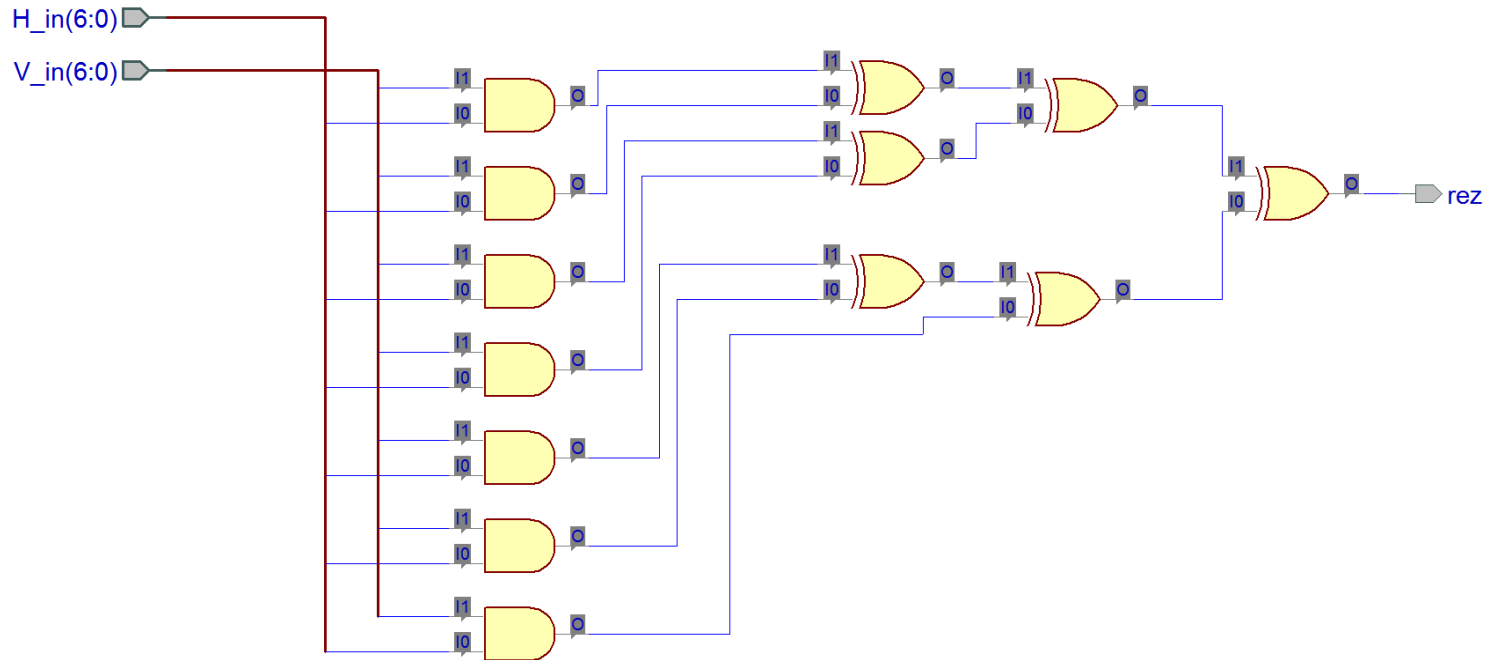 H_in(6:0)
V_in(6:0)
I1 O I1 O I1 O
I0 I0 I0
I1 O I1 O I1 O
I0 I0 I0 rez
I1 O I1 O I1 O
I0 I0 I0
I1 O
I0
I1 O
I0
I1 O
I0
I1 O
I0